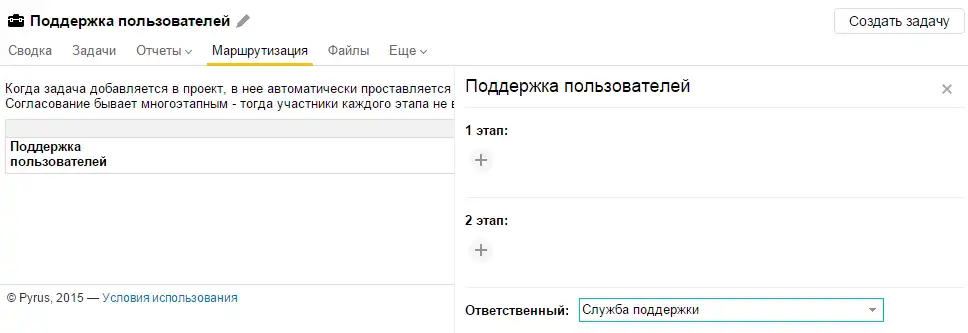 Поддержка пользователей
Создать задачу
Сводка Задачи Отчеты Маршрутизация Файлы Еще
Когда задача добавляется в проект, в нее автоматически проставляется
Согласование бывает многоэтапным - тогда участники каждого этапа не в
Поддержка
пользователей
© Pyrus, 2015 — Условия использования
Поддержка пользователей
1 этап:
2 этап:
Ответственный: Служба поддержки